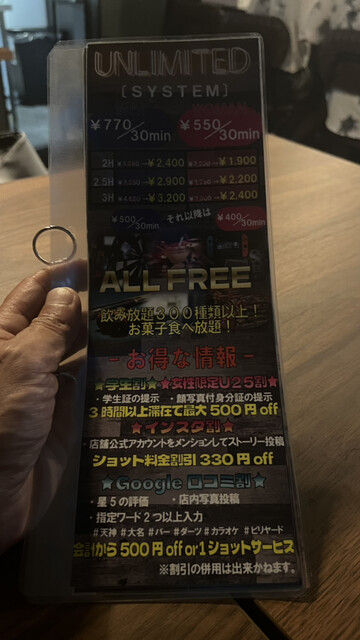 UNLIMITED
[SYSTEM]
¥770/30min ¥550/30min
2H →¥2.400 →¥1.900
2.5H →¥2.900 →¥2.200
3H →¥3.200 →¥2.400
¥500/30min それ以降は ¥400/30min
ALL FREE
飲み放題300種類以上!
お菓子食べ放題!
-お得な情報-
★学生割★ ★女性限定U25割★
・学生証の提示 ・顔写真付身分証の提示
3時間以上滞在で最大500円off
★インスタ割★
・店舗公式アカウントをメンションしてストーリー投稿
ショット料金割引330円off
★Google口コミ割★
・星5の評価 ・店内写真投稿
・指定ワード2つ以上入力
#天神 #大名 #バー #ダーツ #カラオケ #ビリヤード
会計から500円off or 1ショットサービス
※割引の併用は出来かねます。